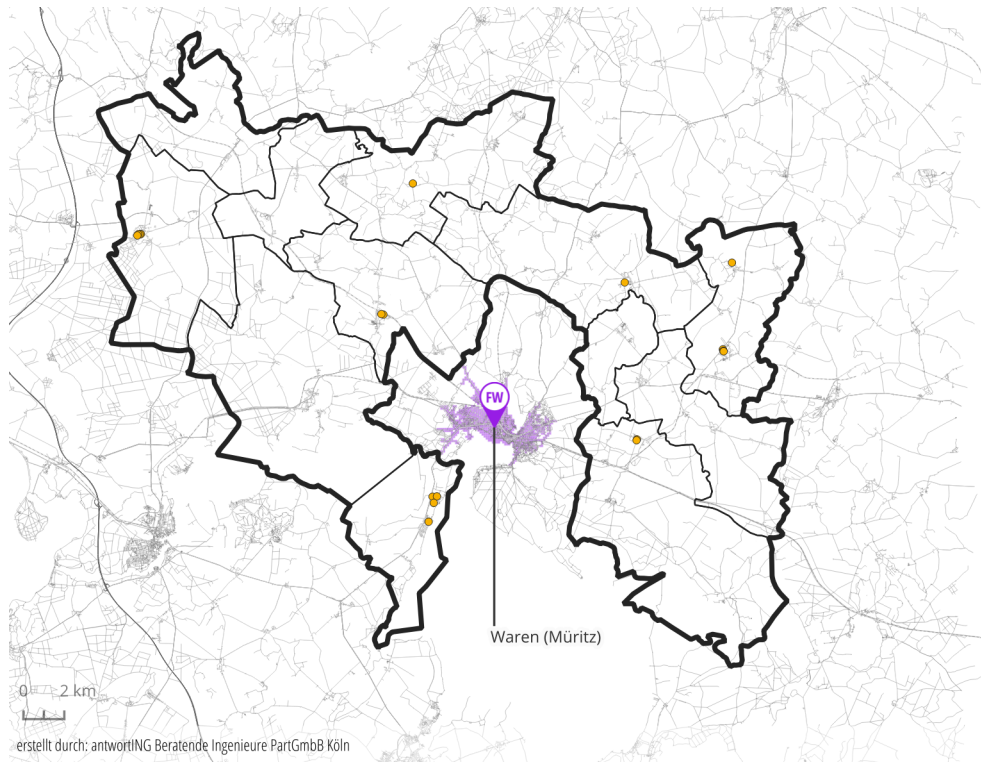 FW
Waren (Müritz)
0 2 km
erstellt durch: antwortING Beratende Ingenieure PartGmbB Köln